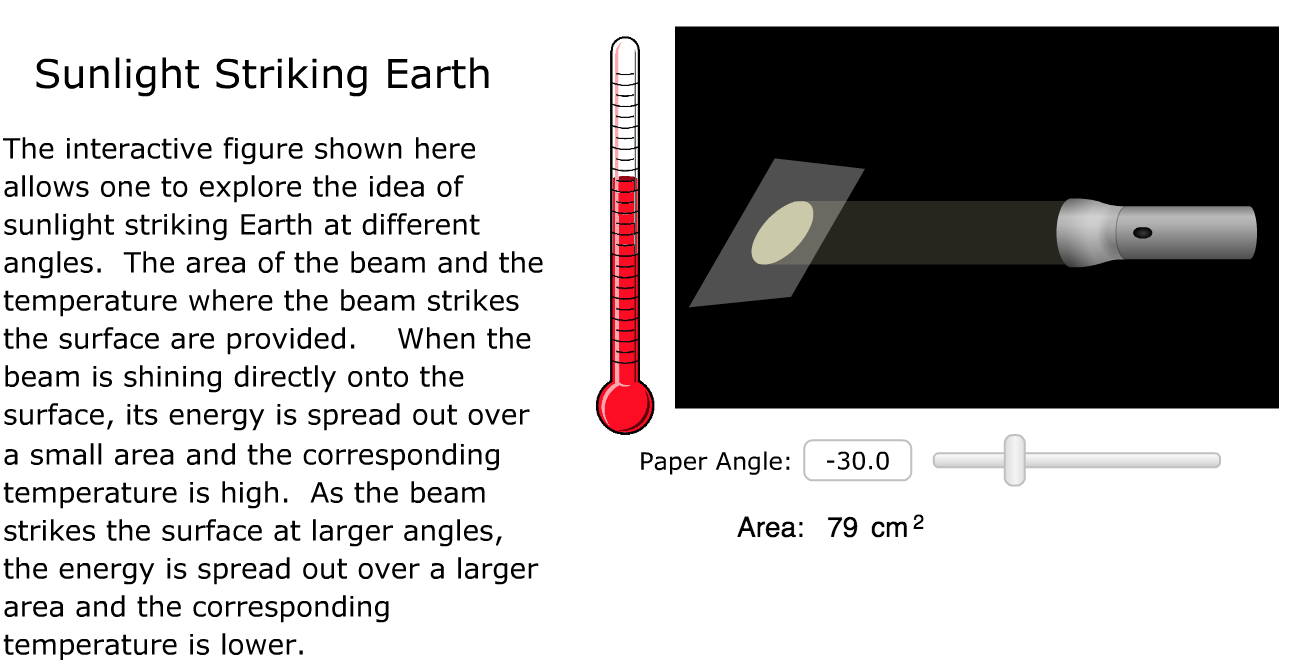 Sunlight Striking Earth
The interactive figure shown here
allows one to explore the idea of
sunlight striking Earth at different
angles.  The area of the beam and the
temperature where the beam strikes
the surface are provided.    When the
beam is shining directly onto the
surface, its energy is spread out over
a small area and the corresponding
temperature is high.  As the beam
strikes the surface at larger angles,
the energy is spread out over a larger
area and the corresponding
temperature is lower.
Paper Angle: -30.0
Area: 79 cm²